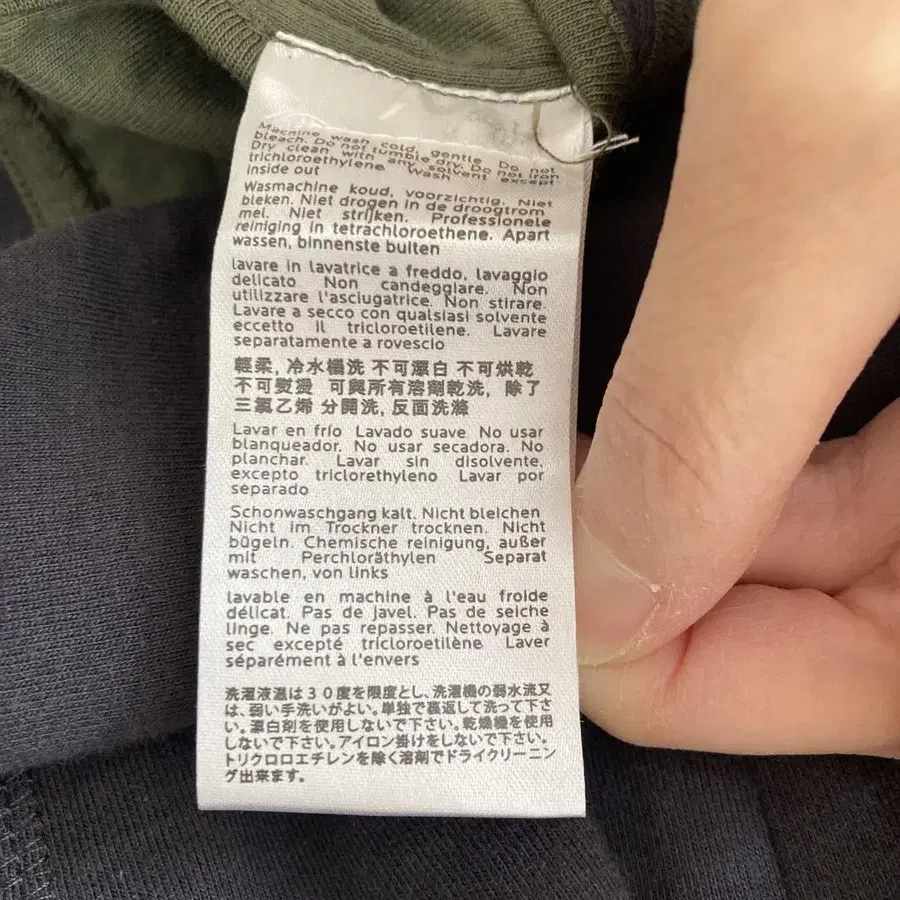 Machine wash cold, gentle Do not
bleach. Do not tumble dry. Do not iron
Dry clean with any solvent except
trichloroethylene Wash
inside out
Wasmachine koud, voorzichtig. Niet
bleken. Niet drogen in de droogtrom
mel. Niet strijken. Professionele
reiniging in tetrachloroethene. Apart
wassen, binnenste buiten
lavare in lavatrice a freddo, lavaggio
delicato Non candeggiare. Non
utilizzare l'asciugatrice. Non stirare.
Lavare a secco con qualsiasi solvente
eccetto il tricloroetilene. Lavare
separatamente a rovescio
輕柔, 冷水機洗 不可漂白 不可烘乾
不可熨燙 可與所有溶劑乾洗, 除了
三氯乙烯 分開洗, 反面洗滌
Lavar en frío Lavado suave. No usar
blanqueador. No usar secadora. No
planchar. Lavar sin disolvente,
excepto triclorethyleno Lavar por
separado
Schonwaschgang kalt. Nicht bleichen
Nicht im Trockner trocknen. Nicht
bügeln. Chemische reinigung, außer
mit Perchloräthylen Separat
waschen, von links
lavable en machine à l'eau froide
délicat. Pas de javel. Pas de seiche
linge. Ne pas repasser. Nettoyage à
sec excepté tricloroetilène Laver
séparément à l'envers
洗濯液温は30度を限度とし、洗濯機の弱水流又
は、弱い手洗いがよい。単独で裏返して洗って下さ
い。漂白剤を使用しないで下さい。乾燥機を使用
しないで下さい。アイロン掛けをしないで下さい。
トリクロロエチレンを除く溶剤でドライクリーニン
グ出来ます。